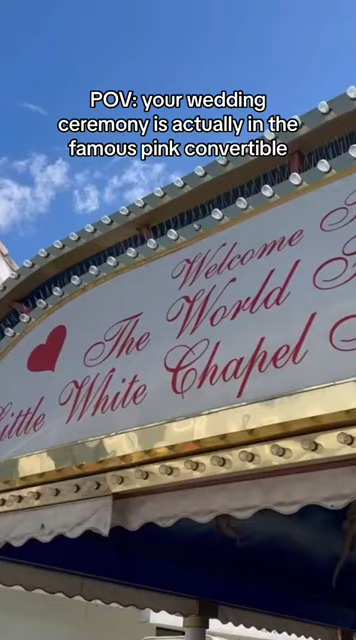 POV: your wedding
ceremony is actually in the
famous pink convertible
Welcome
The World
Little White Chapel